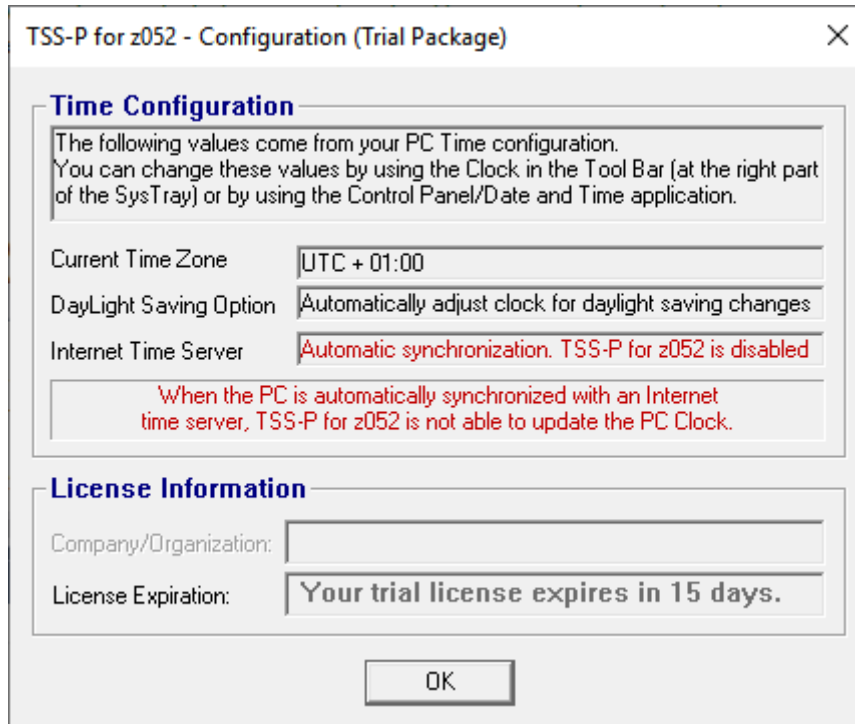 TSS-P for z052 - Configuration (Trial Package)
Time Configuration
The following values come from your PC Time configuration.
You can change these values by using the Clock in the Tool Bar (at the right part
of the SysTray) or by using the Control Panel/Date and Time application.
Current Time Zone UTC + 01:00
DayLight Saving Option Automatically adjust clock for daylight saving changes
Internet Time Server Automatic synchronization. TSS-P for z052 is disabled
When the PC is automatically synchronized with an Internet
time server, TSS-P for z052 is not able to update the PC Clock.
License Information
Company/Organization:
License Expiration: Your trial license expires in 15 days.
OK